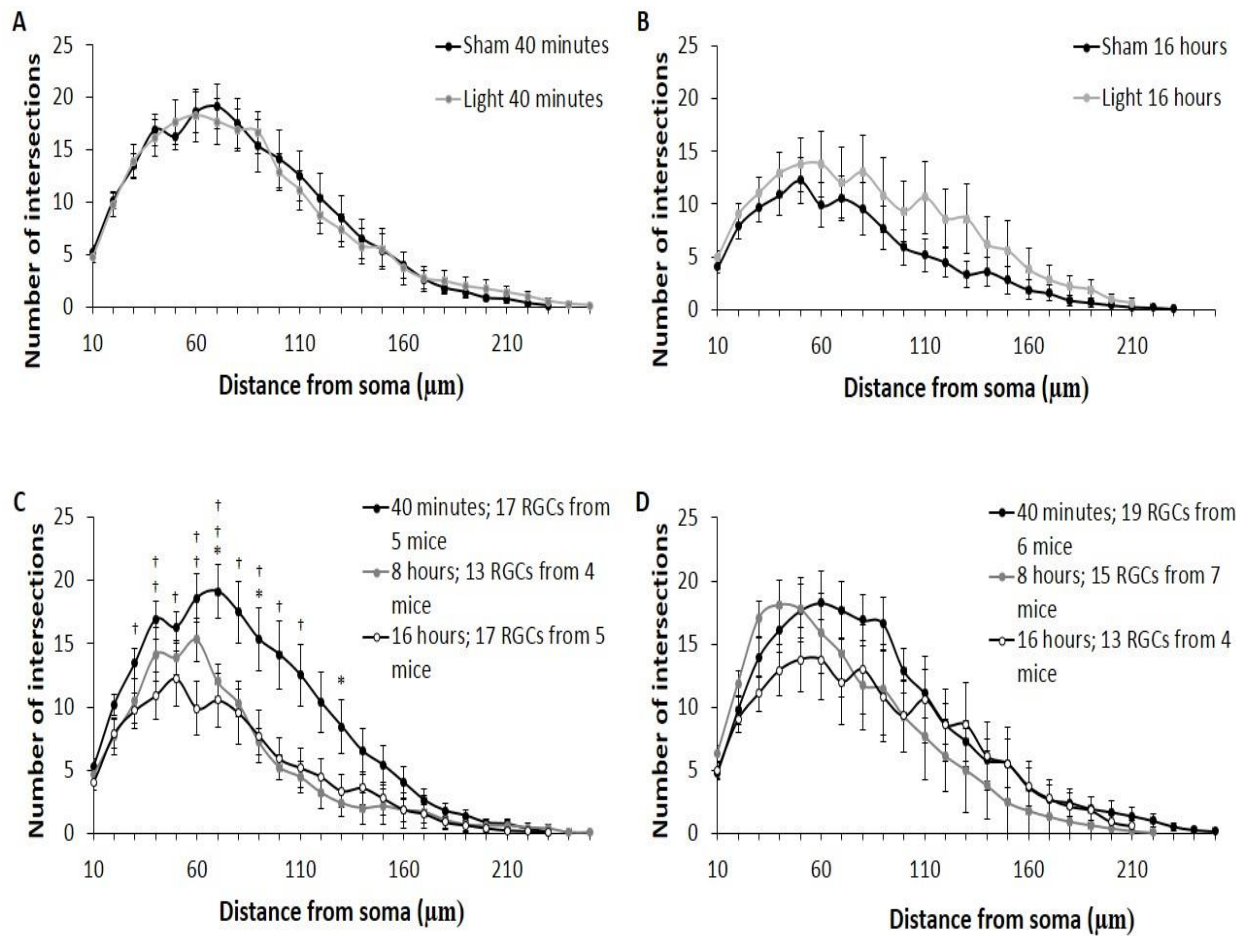 A
Number of intersections
25
20
15
10
5
0
Sham 40 minutes
Light 40 minutes
10 60 110 160 210
Distance from soma (µm)
B
Number of intersections
25
20
15
10
5
0
Sham 16 hours
Light 16 hours
10 60 110 160 210
Distance from soma (µm)
C
Number of intersections
25
20
15
10
5
0
† † † † † † † † * † † * † † *
40 minutes; 17 RGCs from
5 mice
8 hours; 13 RGCs from 4
mice
16 hours; 17 RGCs from 5
mice
10 60 110 160 210
Distance from soma (µm)
D
Number of intersections
25
20
15
10
5
0
40 minutes; 19 RGCs from
6 mice
8 hours; 15 RGCs from 7
mice
16 hours; 13 RGCs from 4
mice
10 60 110 160 210
Distance from soma (µm)